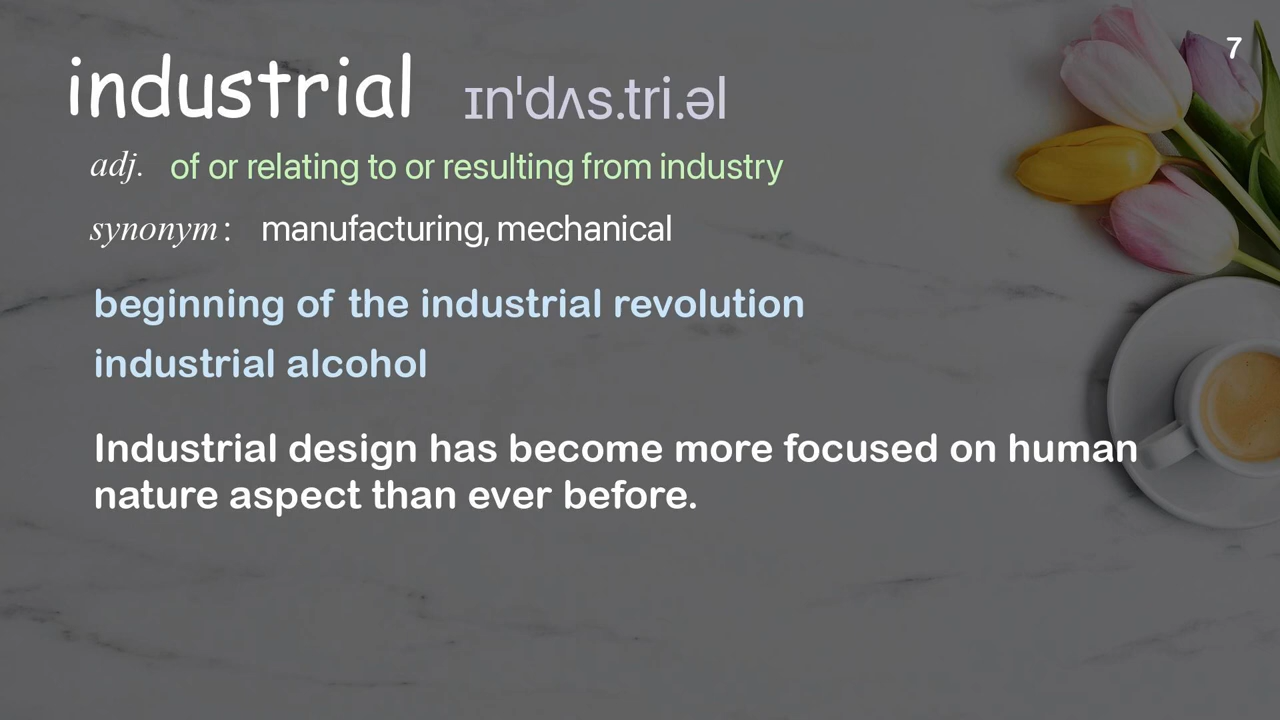 7
industrial ɪnˈdʌs.tri.əl
adj. of or relating to or resulting from industry
synonym: manufacturing, mechanical
beginning of the industrial revolution
industrial alcohol
Industrial design has become more focused on human
nature aspect than ever before.